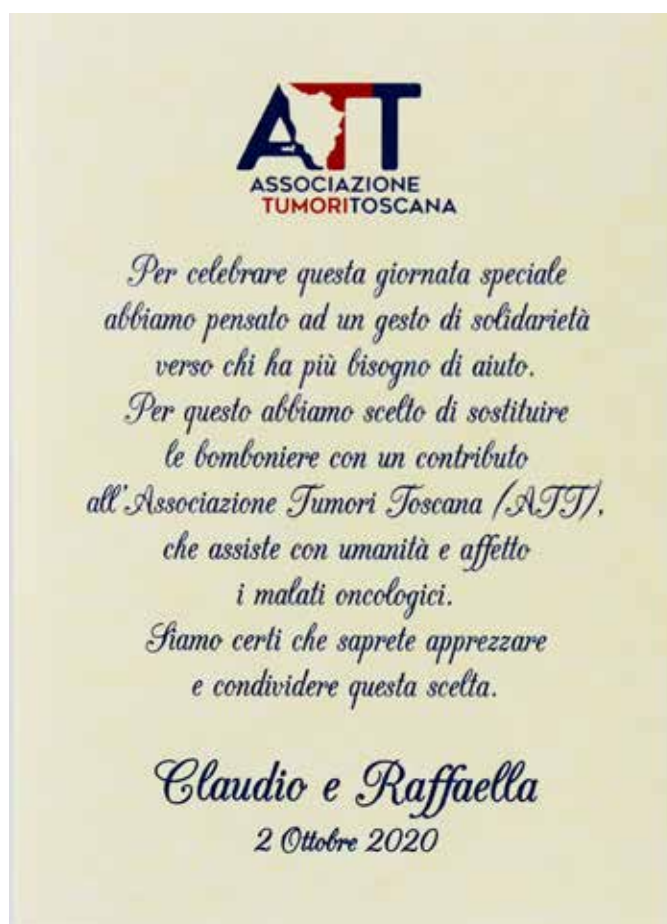 ATT
ASSOCIAZIONE
TUMORITOSCANA
Per celebrare questa giornata speciale
abbiamo pensato ad un gesto di solidarietà
verso chi ha più bisogno di aiuto.
Per questo abbiamo scelto di sostituire
le bomboniere con un contributo
all'Associazione Tumori Toscana (ATT),
che assiste con umanità e affetto
i malati oncologici.
Siamo certi che saprete apprezzare
e condividere questa scelta.
Claudio e Raffaella
2 Ottobre 2020